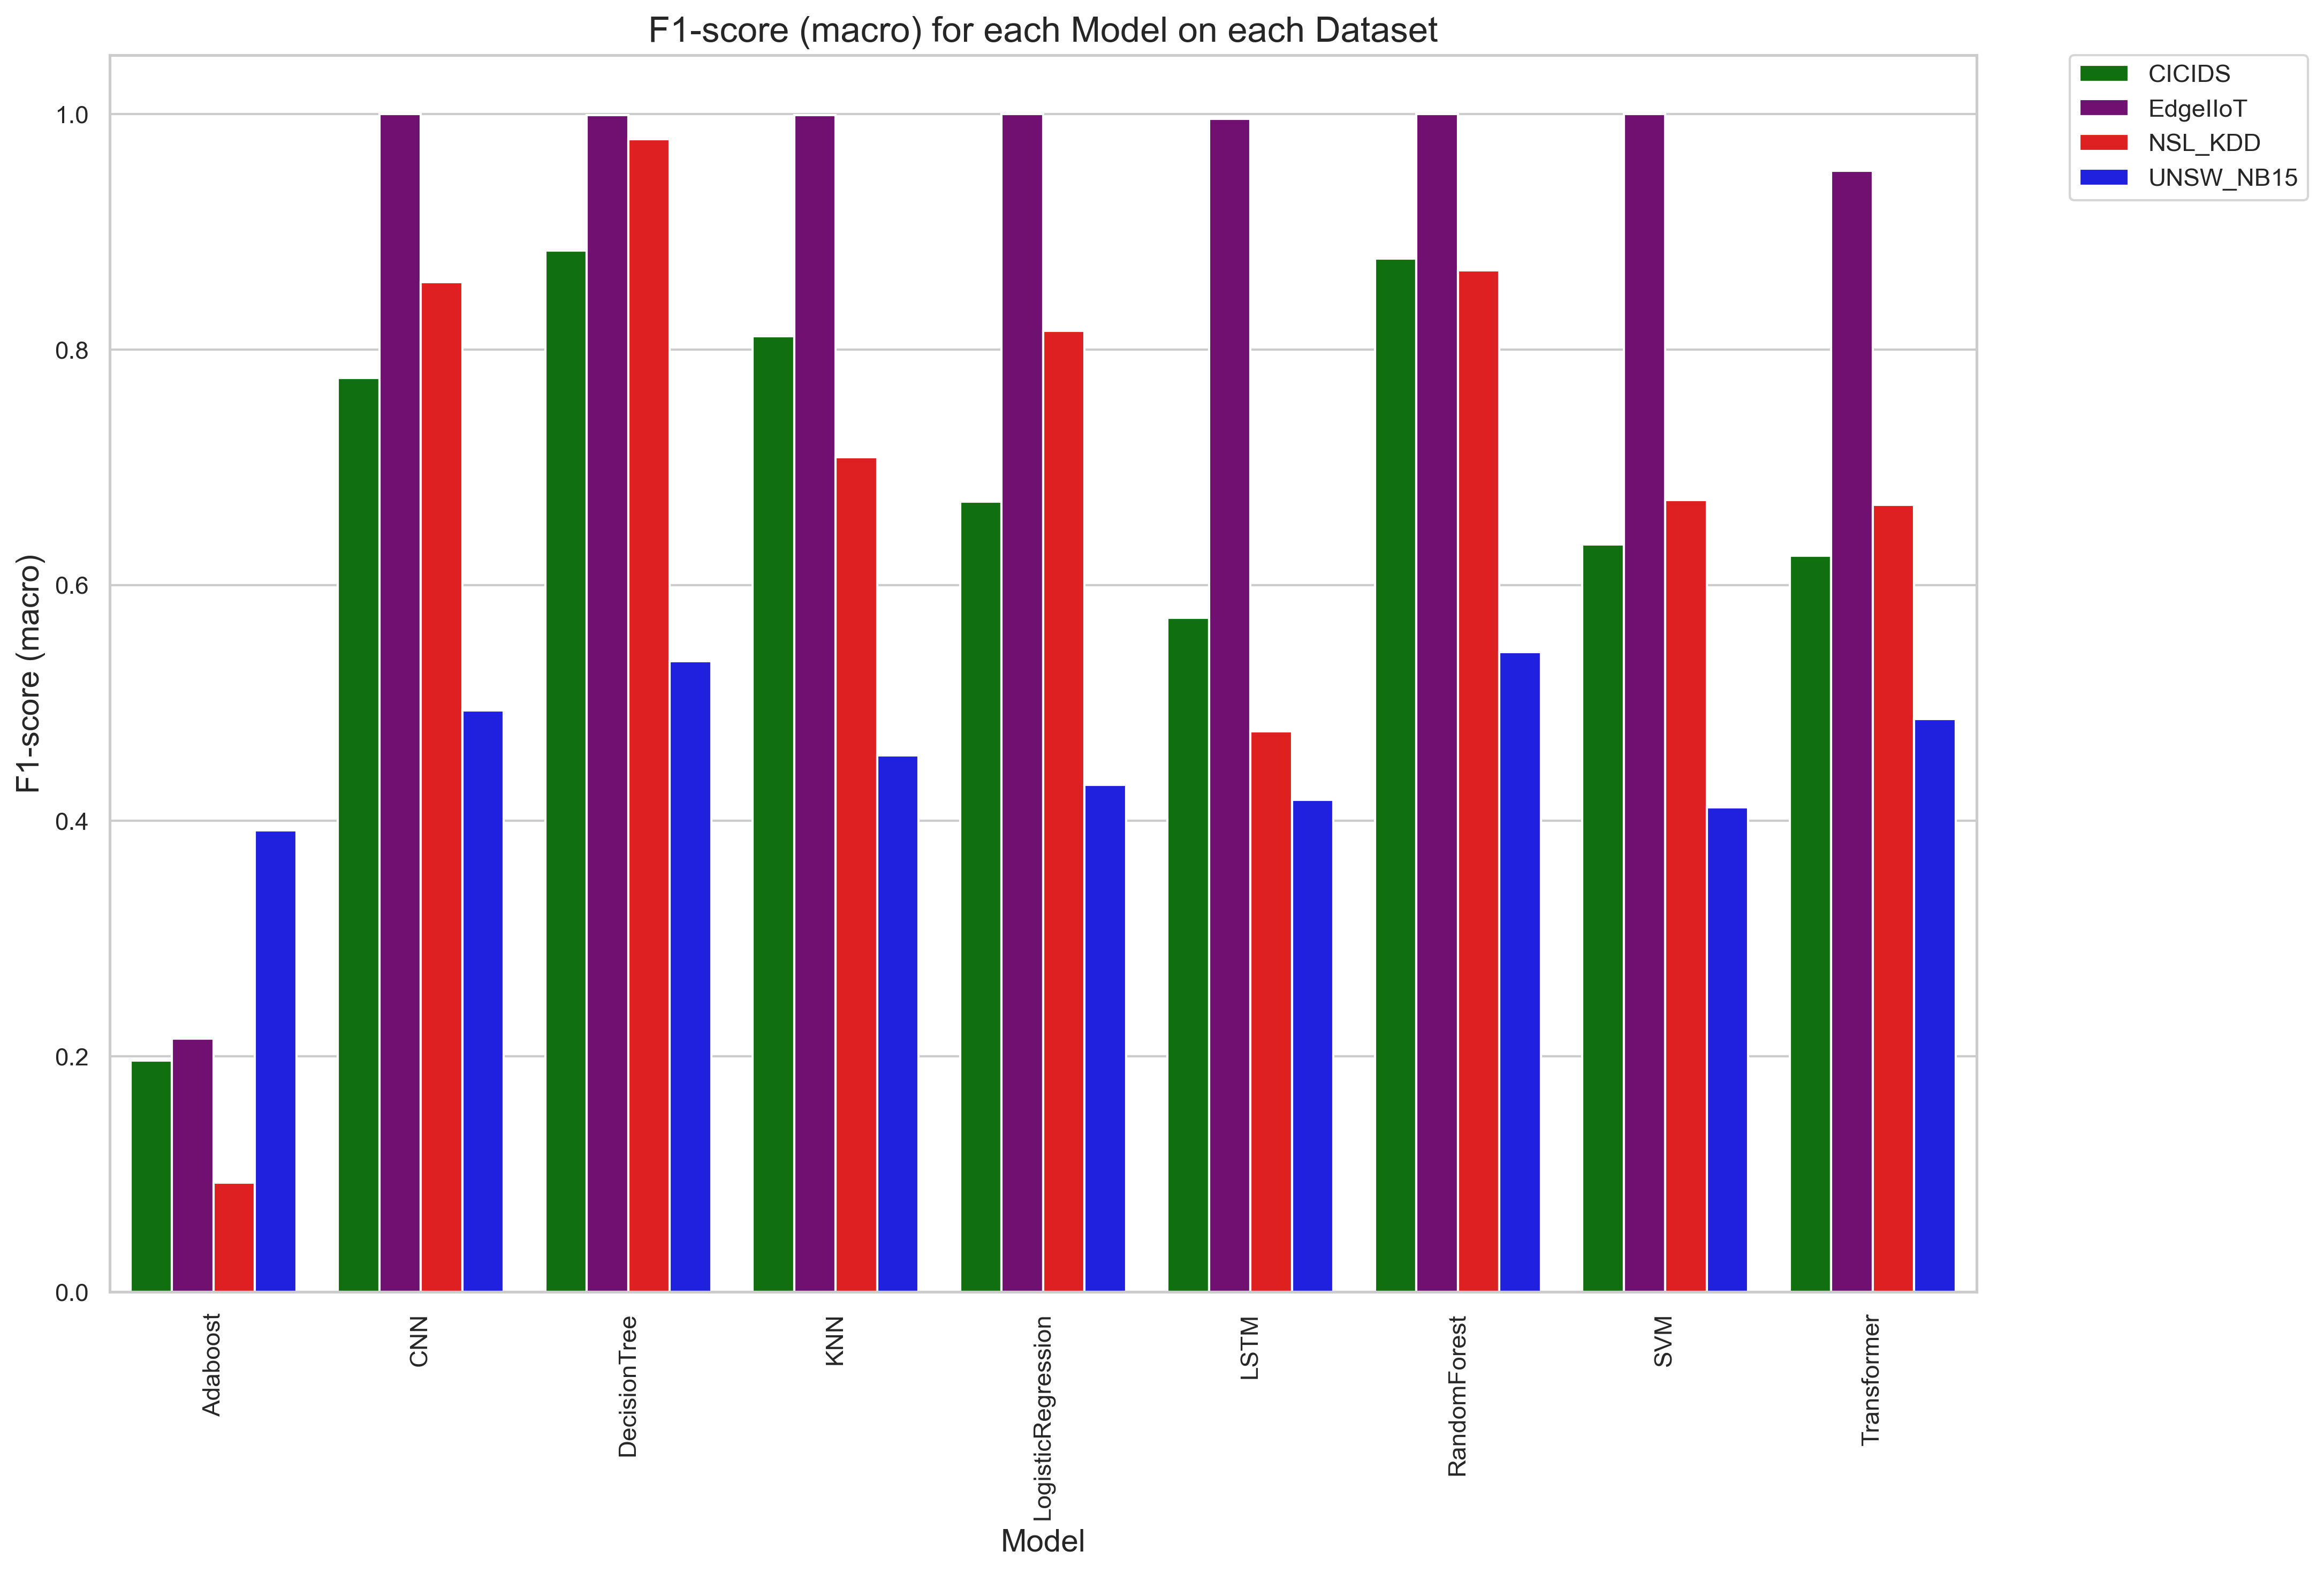 F1-score (macro) for each Model on each Dataset
CICIDS
EdgeIIoT
NSL_KDD
UNSW_NB15
F1-score (macro)
1.0
0.8
0.6
0.4
0.2
0.0
Adaboost
CNN
DecisionTree
KNN
LogisticRegression
LSTM
RandomForest
SVM
Transformer
Model